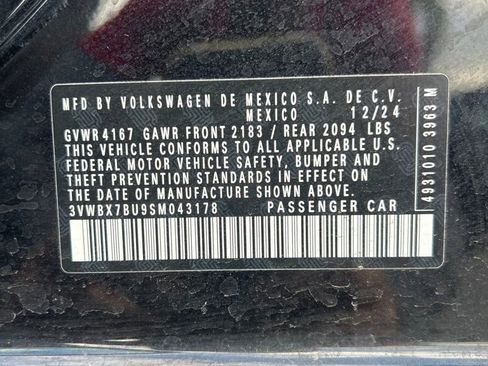 MFD BY VOLKSWAGEN DE MEXICO S.A. DE C.V.
MEXICO 12/24
GVWR 4167 GAWR FRONT 2183 / REAR 2094 LBS
THIS VEHICLE CONFORMS TO ALL APPLICABLE U.S.
FEDERAL MOTOR VEHICLE SAFETY, BUMPER AND
THEFT PREVENTION STANDARDS IN EFFECT ON
THE DATE OF MANUFACTURE SHOWN ABOVE.
3VWBX7BU9SM043178 PASSENGER CAR
4931010 3963 M